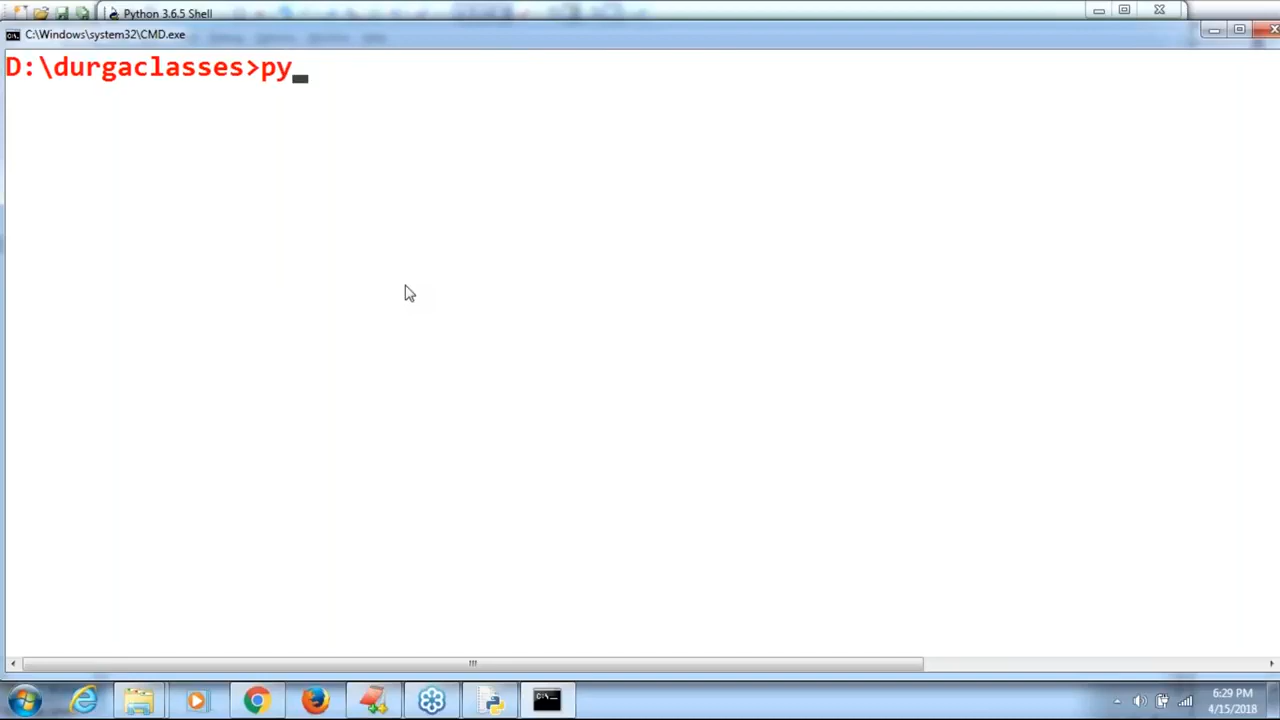 Python 3.6.5 Shell
C:\Windows\system32\CMD.exe
D:\durgaclasses>py
6:29 PM
4/15/2018